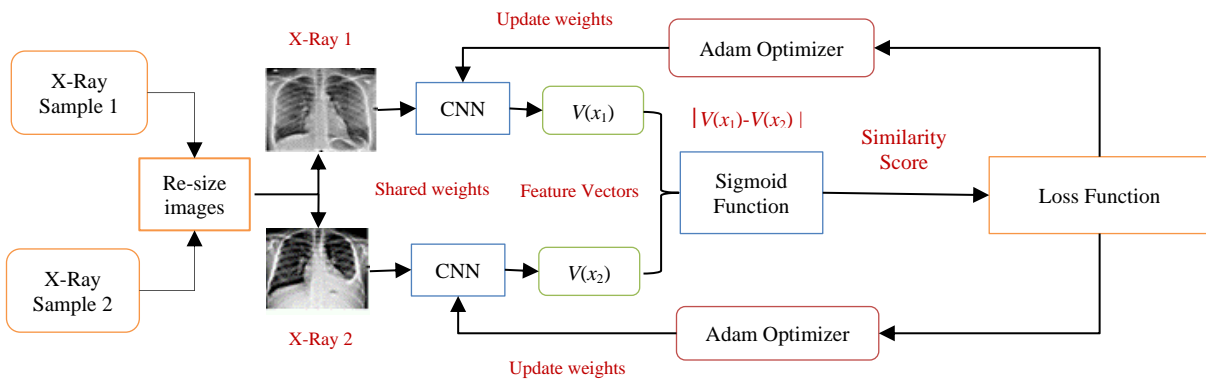 Update weights
X-Ray 1
Adam Optimizer
X-Ray
Sample 1
CNN
V(x₁)
|V(x₁)-V(x₂) |
Similarity
Score
Re-size
images
Shared weights
Feature Vectors
Sigmoid
Function
Loss Function
X-Ray
Sample 2
CNN
V(x₂)
X-Ray 2
Adam Optimizer
Update weights